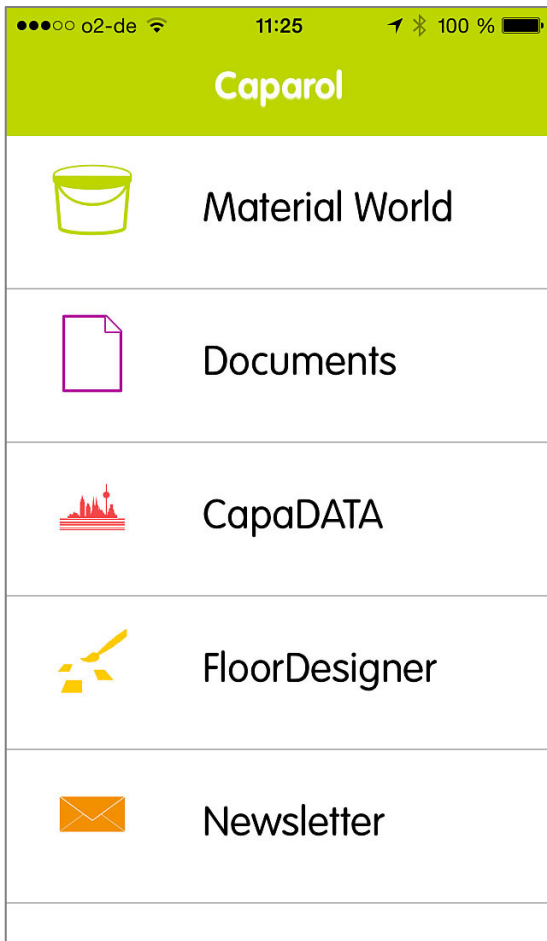 o2-de 11:25 100 %
Caparol
Material World
Documents
CapaDATA
FloorDesigner
Newsletter